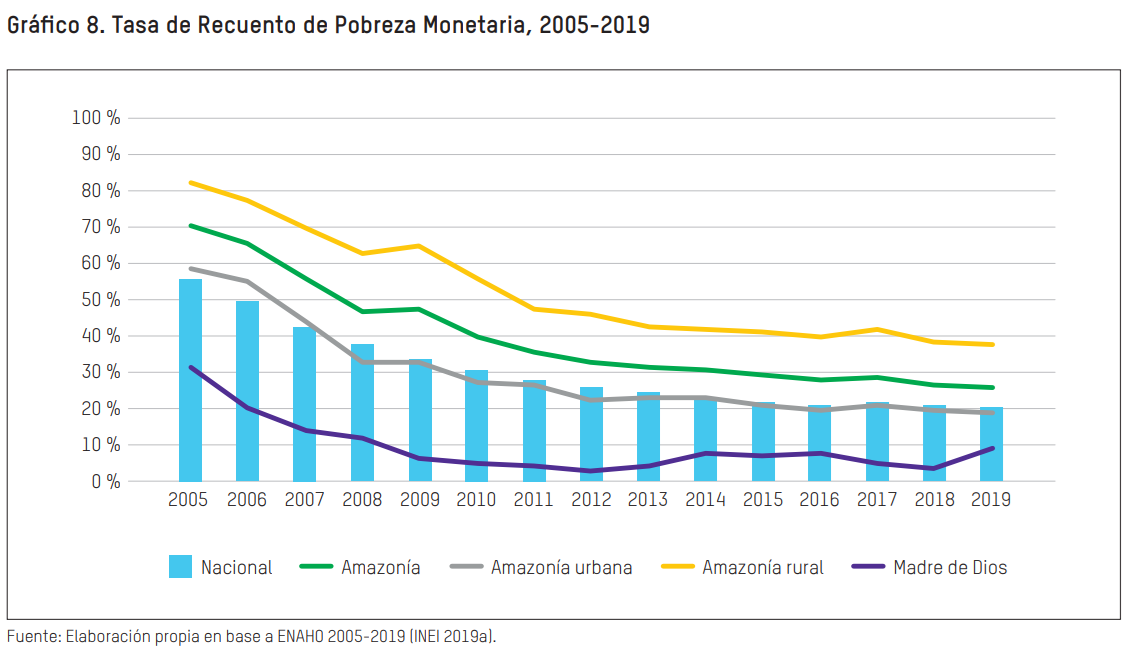 Gráfico 8. Tasa de Recuento de Pobreza Monetaria, 2005-2019
100 %
90 %
80 %
70 %
60 %
50 %
40 %
30 %
20 %
10 %
0 %
2005 2006 2007 2008 2009 2010 2011 2012 2013 2014 2015 2016 2017 2018 2019
Nacional Amazonía Amazonía urbana Amazonía rural Madre de Dios
Fuente: Elaboración propia en base a ENAHO 2005-2019 (INEI 2019a).